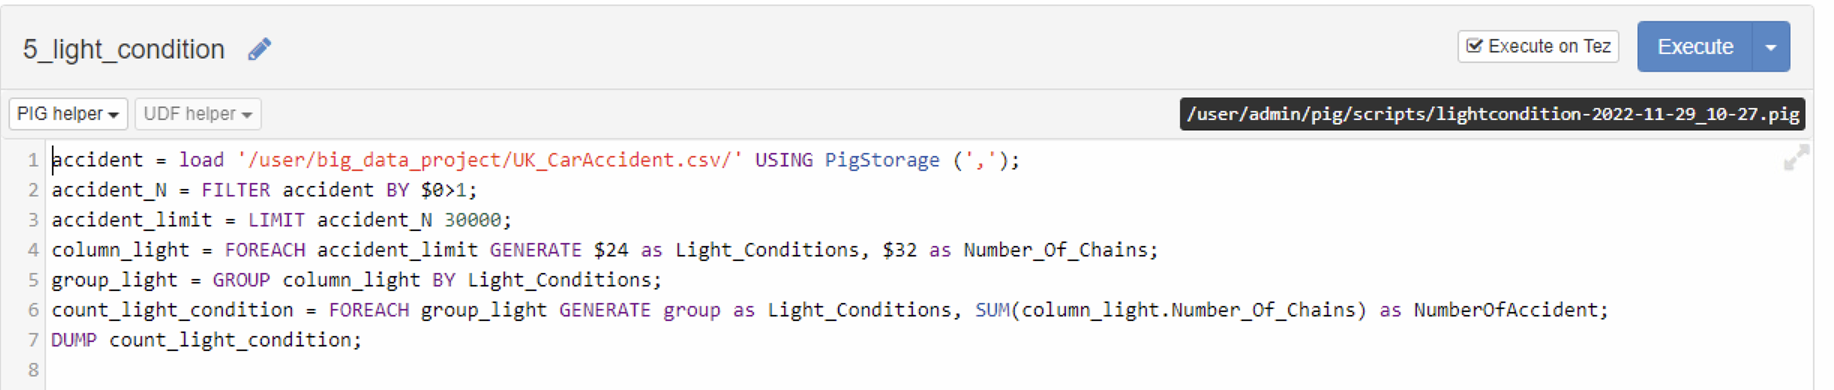 5_light_condition
Execute on Tez
Execute
PIG helper
UDF helper
/user/admin/pig/scripts/lightcondition-2022-11-29_10-27.pig
1 accident = load '/user/big_data_project/UK_CarAccident.csv/' USING PigStorage (',');
2 accident_N = FILTER accident BY $0>1;
3 accident_limit = LIMIT accident_N 30000;
4 column_light = FOREACH accident_limit GENERATE $24 as Light_Conditions, $32 as Number_Of_Chains;
5 group_light = GROUP column_light BY Light_Conditions;
6 count_light_condition = FOREACH group_light GENERATE group as Light_Conditions, SUM(column_light.Number_Of_Chains) as NumberOfAccident;
7 DUMP count_light_condition;
8